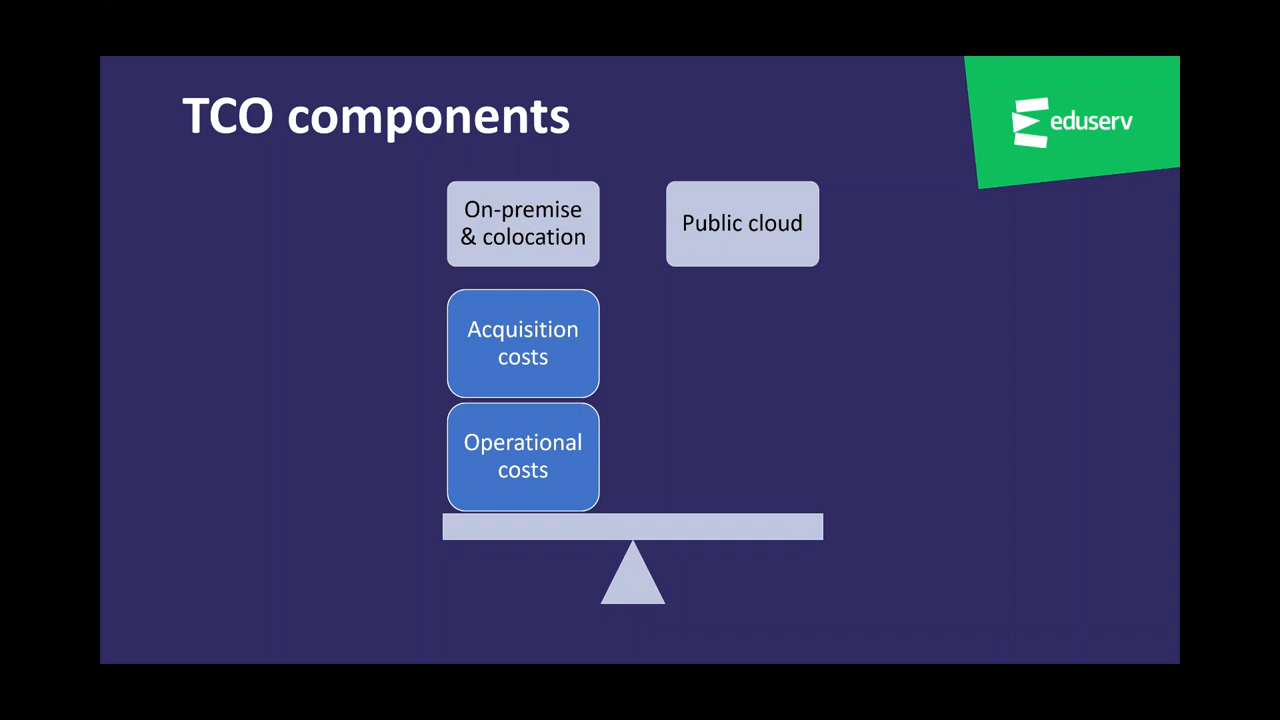 TCO components
eduserv
On-premise
& colocation
Public cloud
Acquisition
costs
Operational
costs